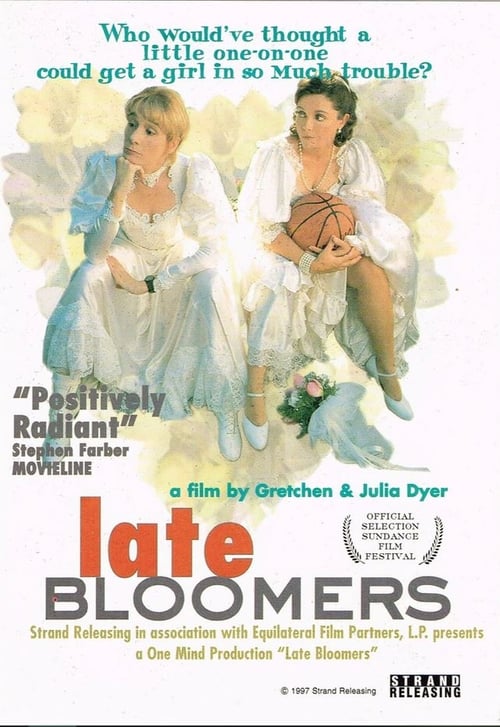 Who would've thought a
little one-on-one
could get a girl in so much trouble?
"Positively
Radiant"
Stephen Farber
MOVIELINE
a film by Gretchen & Julia Dyer
OFFICIAL
SELECTION
SUNDANCE
FILM
FESTIVAL
late
BLOOMERS
Strand Releasing in association with Equilateral Film Partners, L.P. presents
a One Mind Production "Late Bloomers"
© 1997 Strand Releasing
STRAND
RELEASING